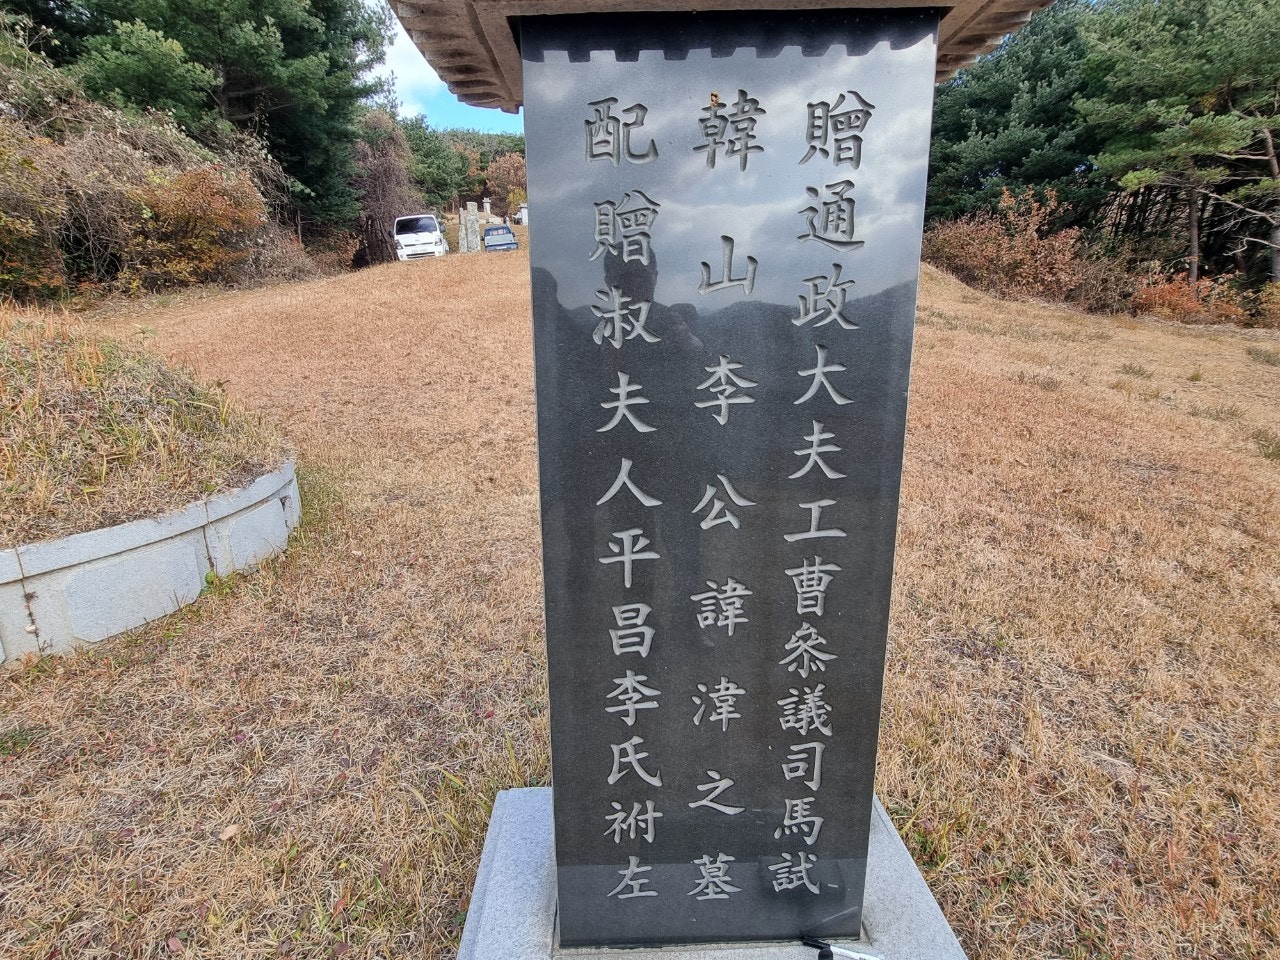 贈通政大夫工曹叅議司馬試
韓山李公諱湋之墓
配贈淑夫人平昌李氏祔左